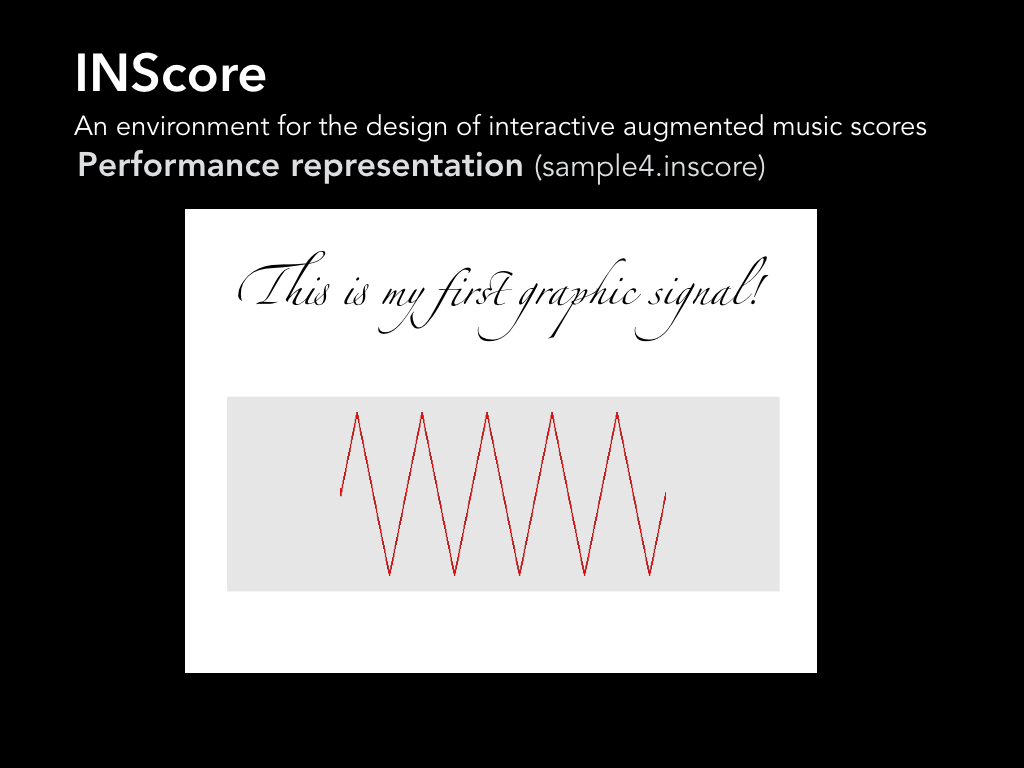 INScore
An environment for the design of interactive augmented music scores
Performance representation (sample4.inscore)
This is my first graphic signal!